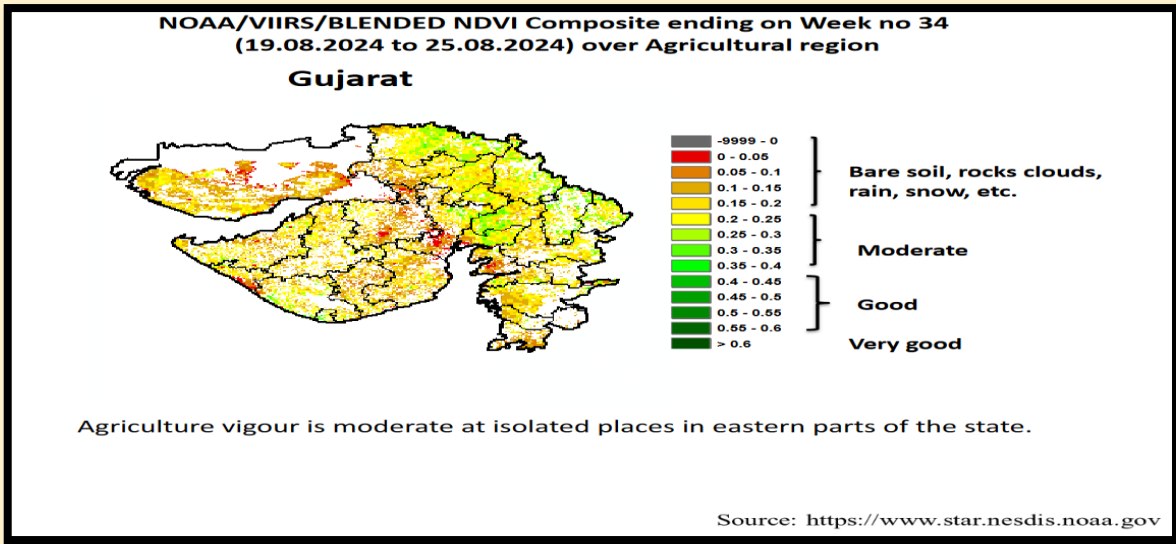 NOAA/VIIRS/BLENDED NDVI Composite ending on Week no 34
(19.08.2024 to 25.08.2024) over Agricultural region
Gujarat
-9999 - 0
0 - 0.05
0.05 - 0.1
0.1 - 0.15
0.15 - 0.2
0.2 - 0.25
0.25 - 0.3
0.3 - 0.35
0.35 - 0.4
0.4 - 0.45
0.45 - 0.5
0.5 - 0.55
0.55 - 0.6
> 0.6
Bare soil, rocks clouds,
rain, snow, etc.
Moderate
Good
Very good
Agriculture vigour is moderate at isolated places in eastern parts of the state.
Source: https://www.star.nesdis.noaa.gov